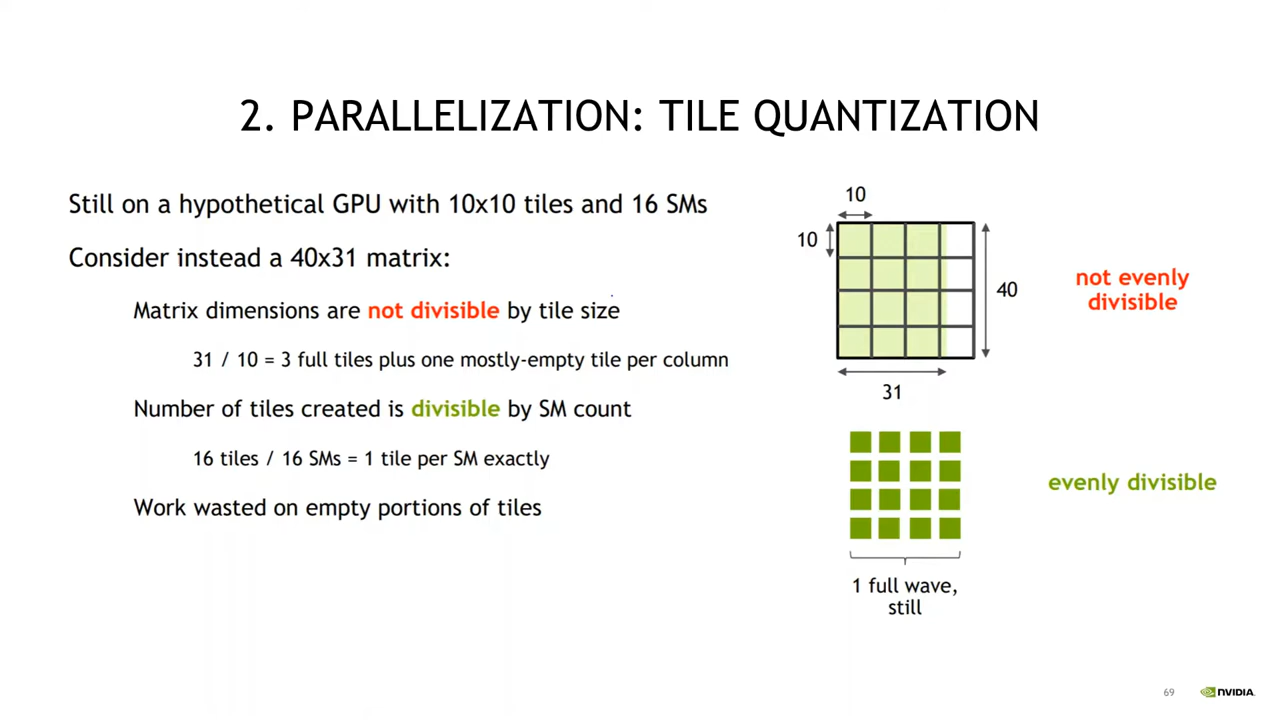 2. PARALLELIZATION: TILE QUANTIZATION
Still on a hypothetical GPU with 10x10 tiles and 16 SMs
Consider instead a 40x31 matrix:
Matrix dimensions are not divisible by tile size
31 / 10 = 3 full tiles plus one mostly-empty tile per column
Number of tiles created is divisible by SM count
16 tiles / 16 SMs = 1 tile per SM exactly
Work wasted on empty portions of tiles
10
10
40
31
not evenly
divisible
evenly divisible
1 full wave,
still
69
NVIDIA.